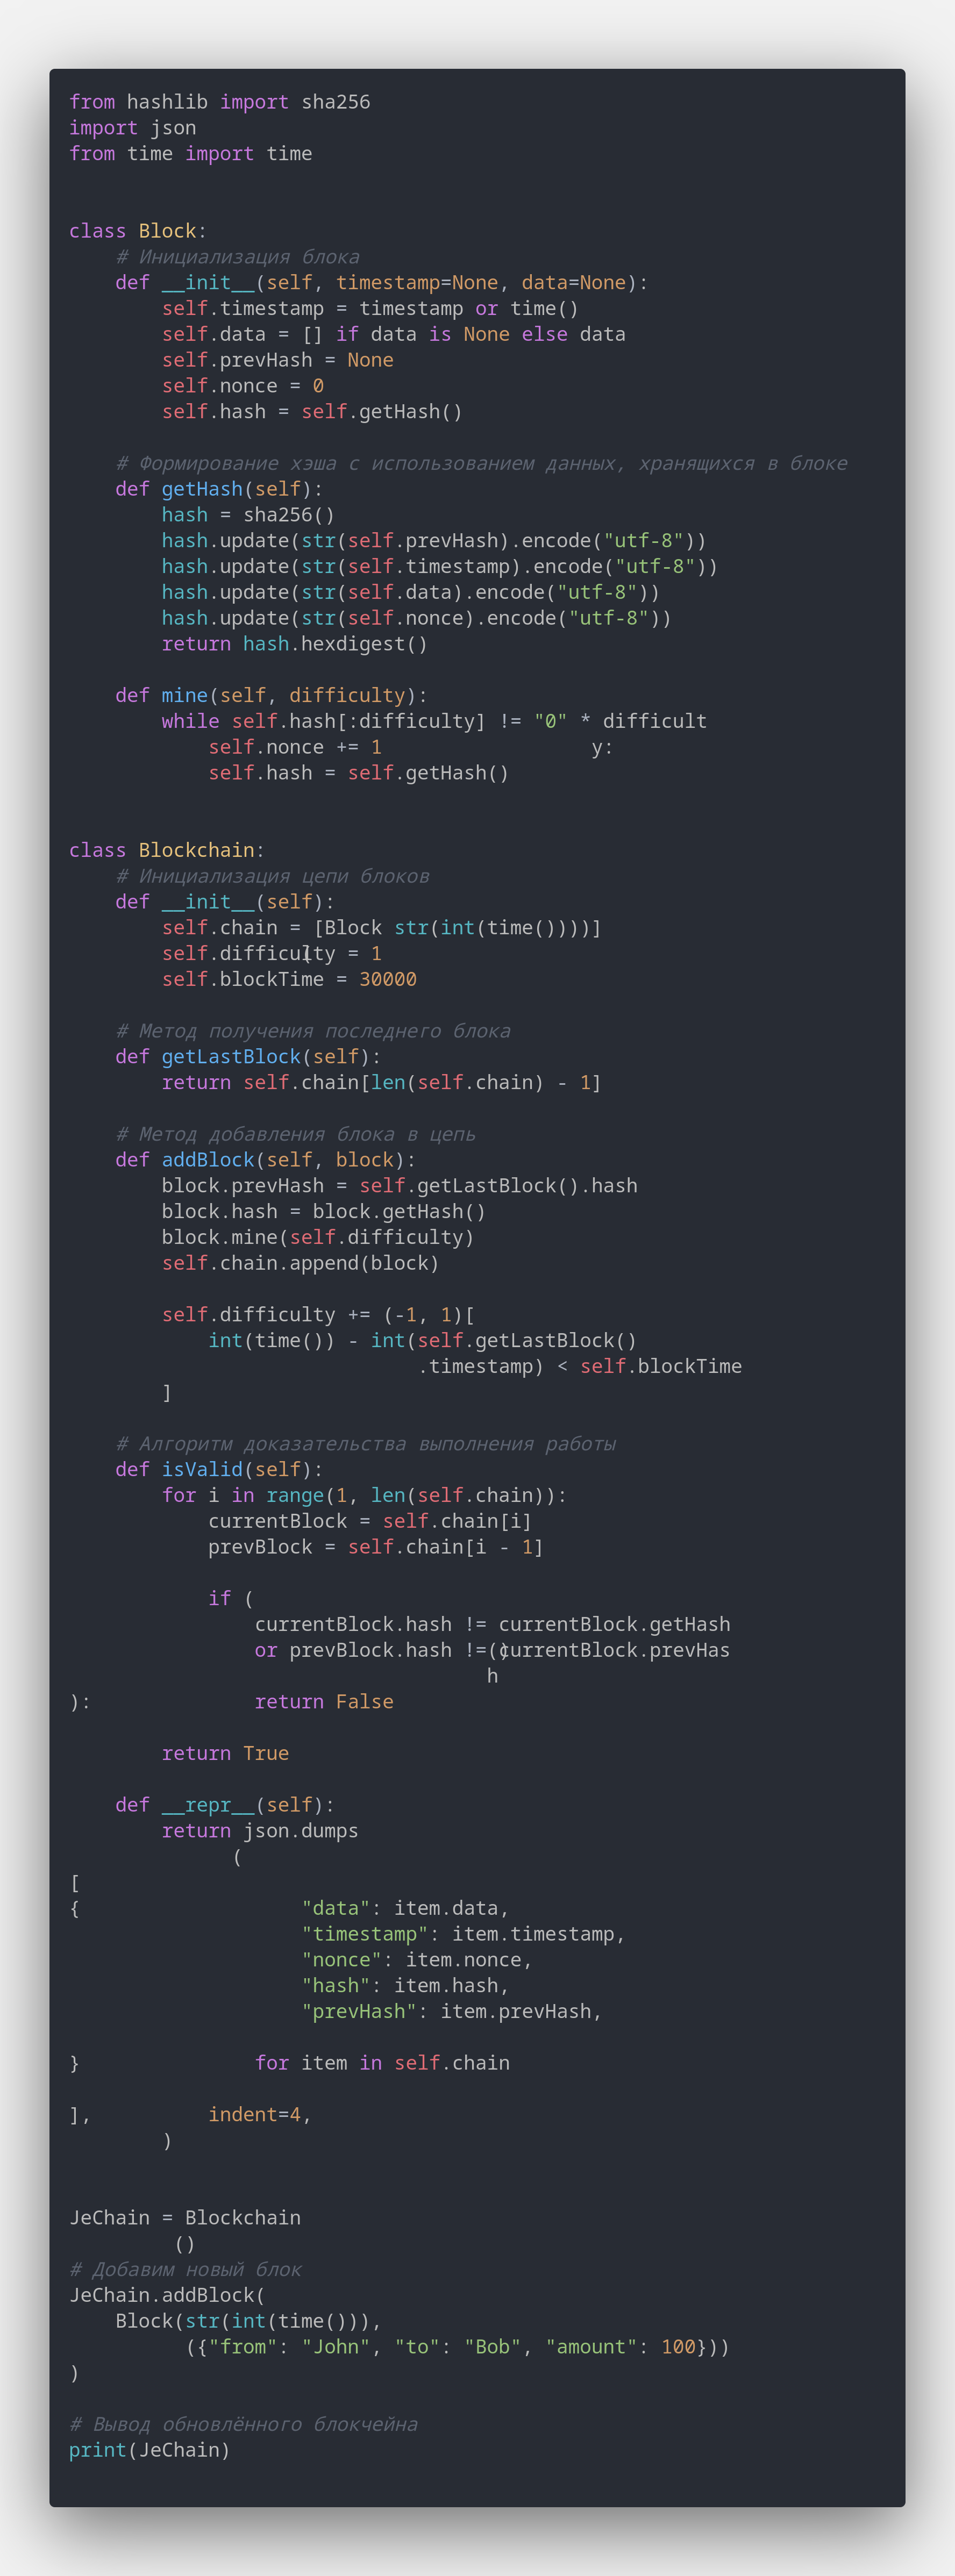 from hashlib import sha256
import json
from time import time
class Block:
# Инициализация блока
def __init__(self, timestamp=None, data=None):
self.timestamp = timestamp or time()
self.data = [] if data is None else data
self.prevHash = None
self.nonce = 0
self.hash = self.getHash()
# Формирование хэша с использованием данных, хранящихся в блоке
def getHash(self):
hash = sha256()
hash.update(str(self.prevHash).encode("utf-8"))
hash.update(str(self.timestamp).encode("utf-8"))
hash.update(str(self.data).encode("utf-8"))
hash.update(str(self.nonce).encode("utf-8"))
return hash.hexdigest()
def mine(self, difficulty):
while self.hash[:difficulty] != "0" * difficult
self.nonce += 1 y:
self.hash = self.getHash()
class Blockchain:
# Инициализация цепи блоков
def __init__(self):
self.chain = [Block str(int(time())))]
self.difficulty = 1
(
self.blockTime = 30000
# Метод получения последнего блока
def getLastBlock(self):
return self.chain[len(self.chain) - 1]
# Метод добавления блока в цепь
def addBlock(self, block):
block.prevHash = self.getLastBlock().hash
block.hash = block.getHash()
block.mine(self.difficulty)
self.chain.append(block)
self.difficulty += (-1, 1)[
int(time()) - int(self.getLastBlock()
.timestamp) < self.blockTime
]
# Алгоритм доказательства выполнения работы
def isValid(self):
for i in range(1, len(self.chain)):
currentBlock = self.chain[i]
prevBlock = self.chain[i - 1]
if (
currentBlock.hash != currentBlock.getHash
or prevBlock.hash != currentBlock.prevHas
()
h
): return False
return True
def __repr__(self):
return json.dumps
(
[
{ "data": item.data,
"timestamp": item.timestamp,
"nonce": item.nonce,
"hash": item.hash,
"prevHash": item.prevHash,
} for item in self.chain
], indent=4,
)
JeChain = Blockchain
()
# Добавим новый блок
JeChain.addBlock(
Block(str(int(time())),
({"from": "John", "to": "Bob", "amount": 100}))
)
# Вывод обновлённого блокчейна
print(JeChain)